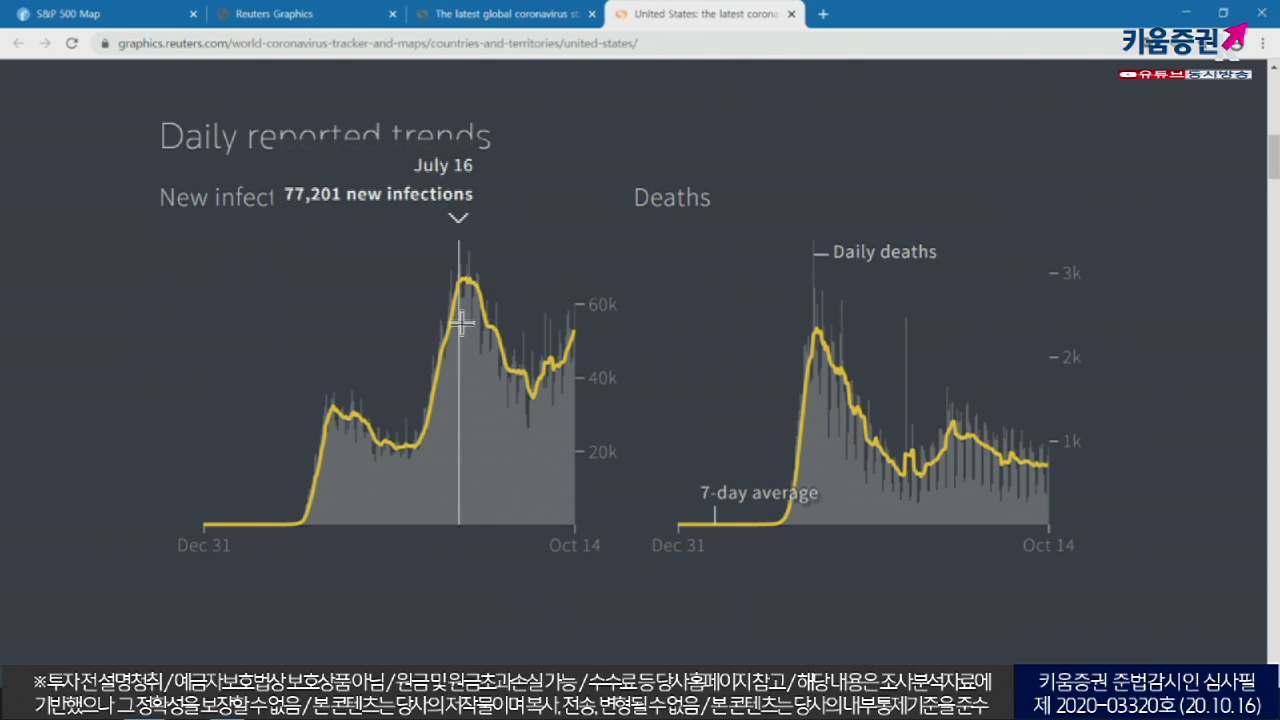 S&P 500 Map
Reuters Graphics
The latest global coronavirus st
United States: the latest corona
graphics.reuters.com/world-coronavirus-tracker-and-maps/countries-and-territories/united-states/
키움증권
유튜브 동시방송
Daily reported trends
July 16
New infect
77,201 new infections
Deaths
Daily deaths
3k
60k
2k
40k
1k
20k
7-day average
Dec 31
Oct 14
Dec 31
Oct 14
※ 투자 전 설명청취 / 예금자보호법상 보호상품 아님 / 원금 및 원금초과손실 가능 / 수수료 등 당사홈페이지 참고 / 해당 내용은 조사분석자료에
기반했으나 그 정확성을 보장할 수 없음 / 본 콘텐츠는 당사의 저작물이며 복사, 전송, 변형될 수 없음 / 본 콘텐츠는 당사의 내부통제기준을 준수
키움증권 준법감시인 심사필
제 2020-03320호 (20.10.16)